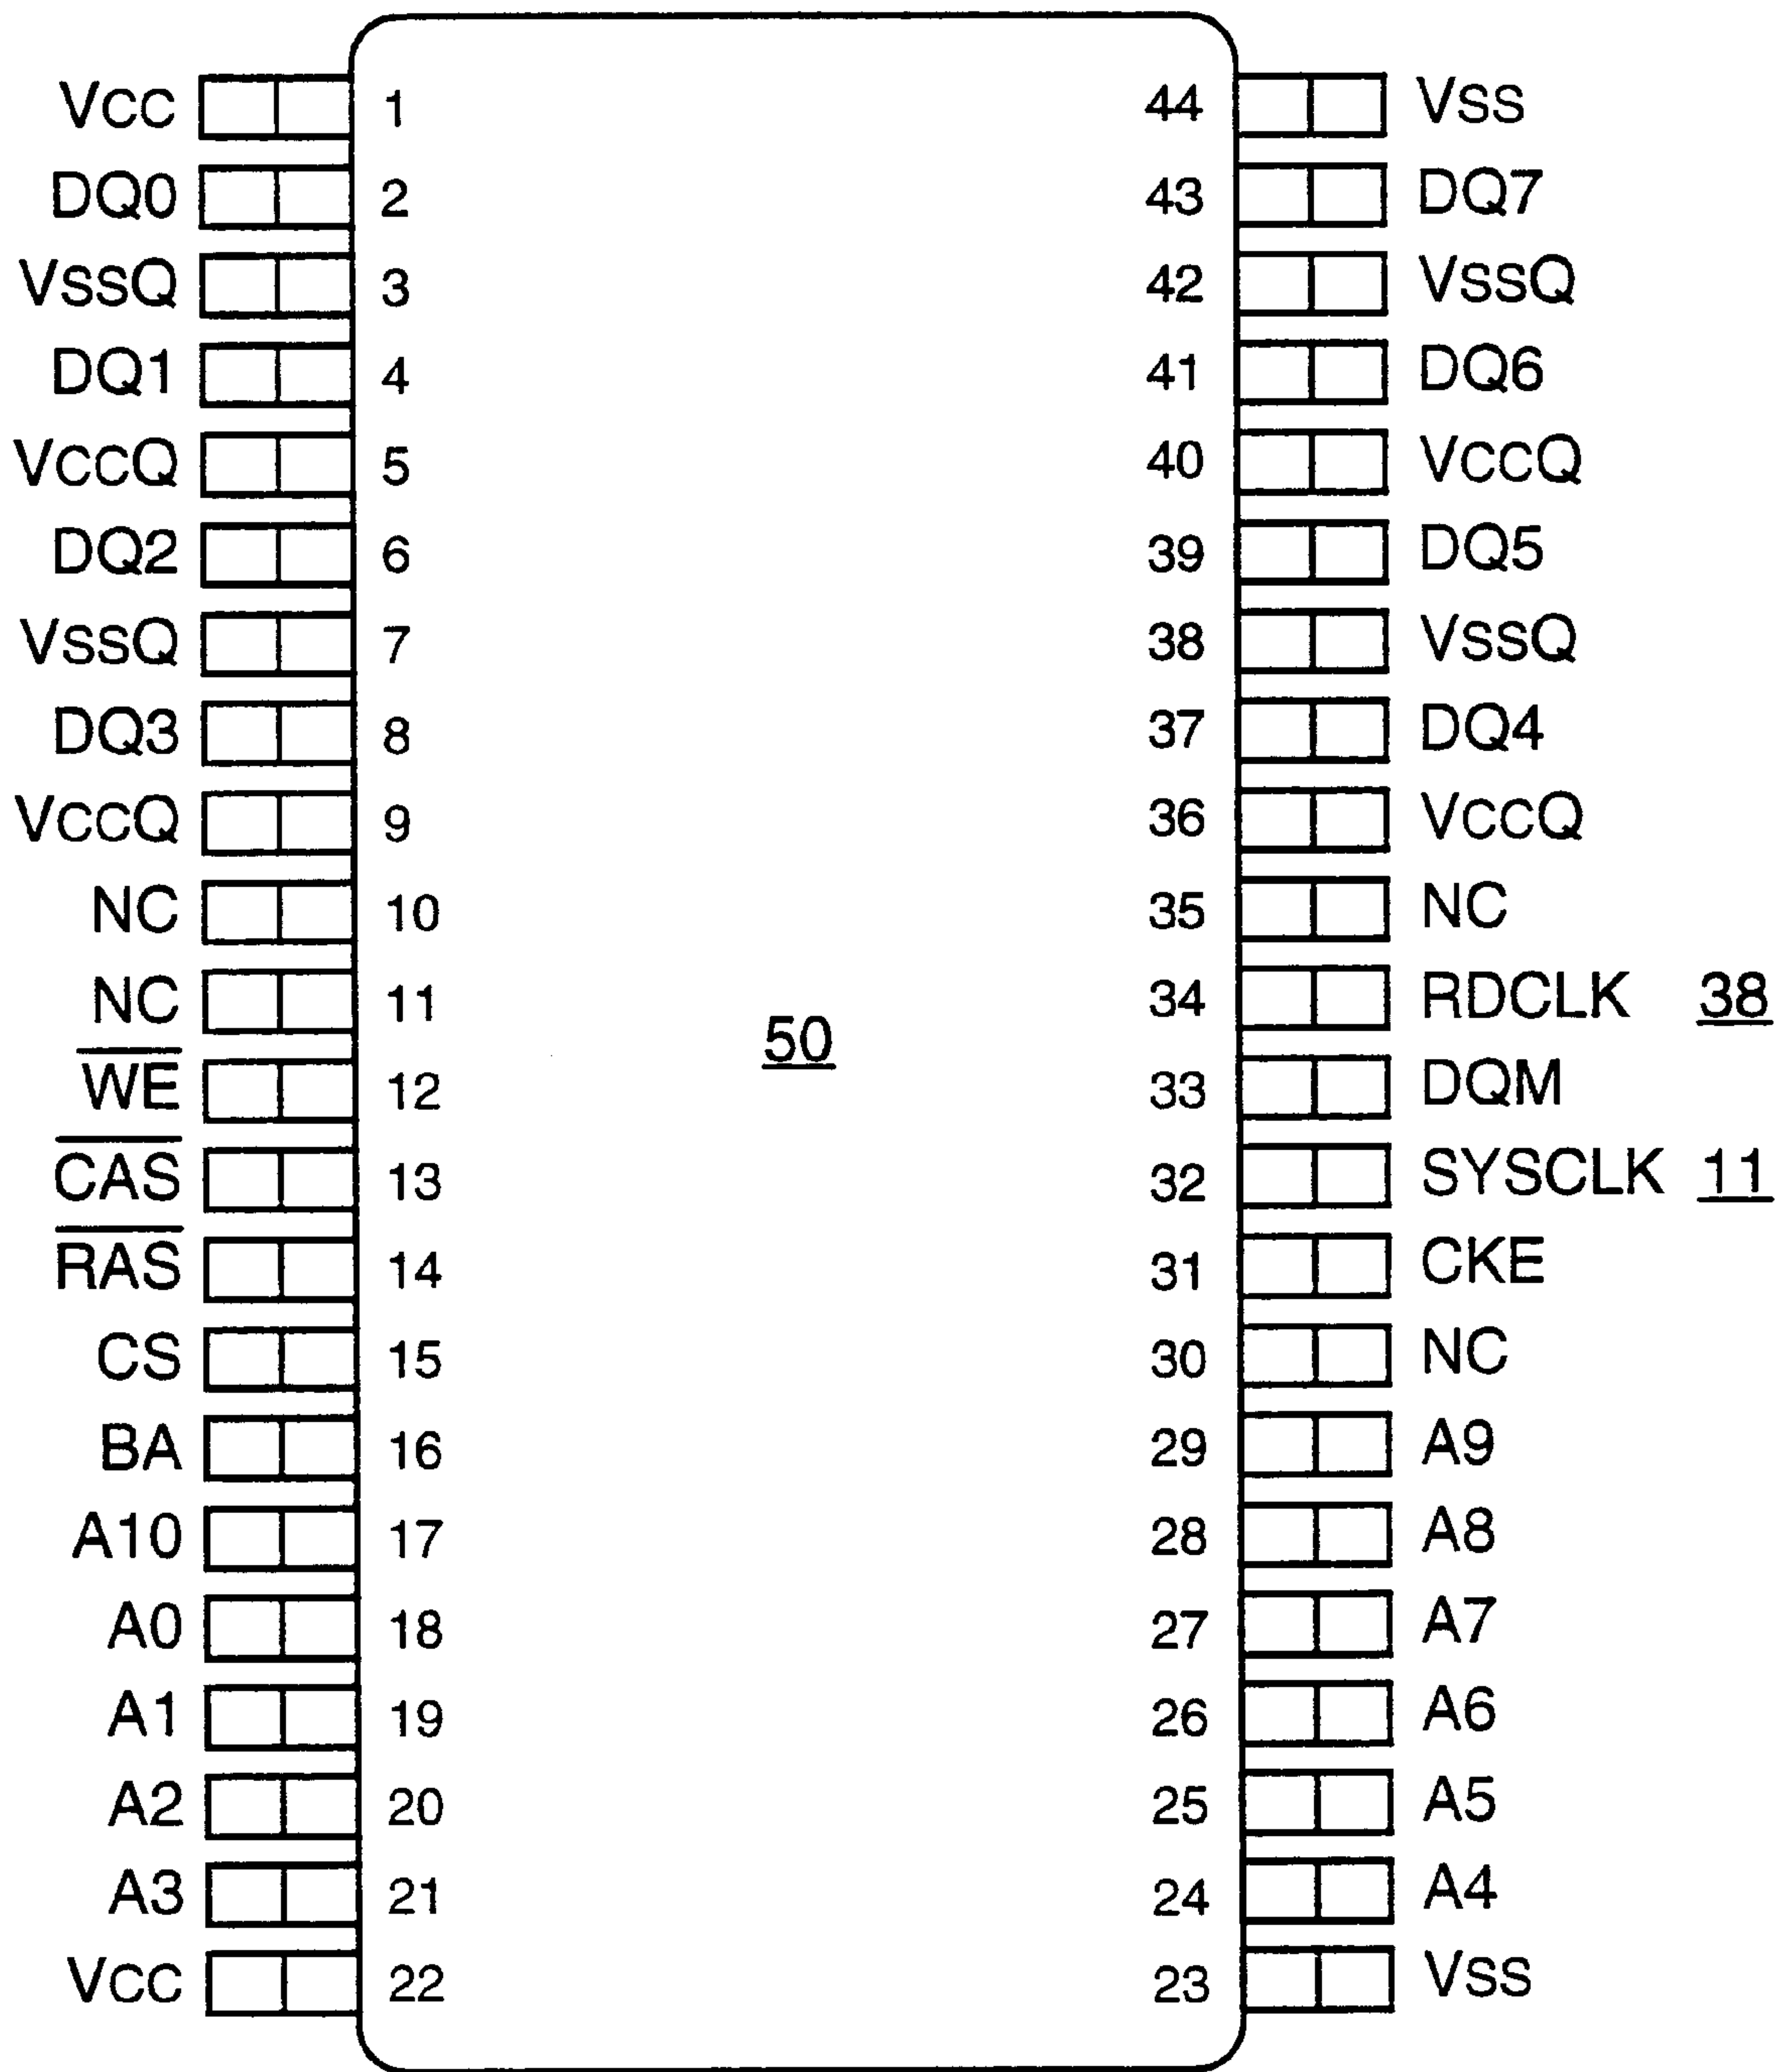 VCC 1 44 VSS
DQ0 2 43 DQ7
VSSQ 3 42 VSSQ
DQ1 4 41 DQ6
VCCQ 5 40 VCCQ
DQ2 6 39 DQ5
VSSQ 7 38 VSSQ
DQ3 8 37 DQ4
VCCQ 9 36 VCCQ
NC 10 35 NC
NC 11 34 RDCLK 38
50
WE 12 33 DQM
CAS 13 32 SYSCLK 11
RAS 14 31 CKE
CS 15 30 NC
BA 16 29 A9
A10 17 28 A8
A0 18 27 A7
A1 19 26 A6
A2 20 25 A5
A3 21 24 A4
VCC 22 23 VSS